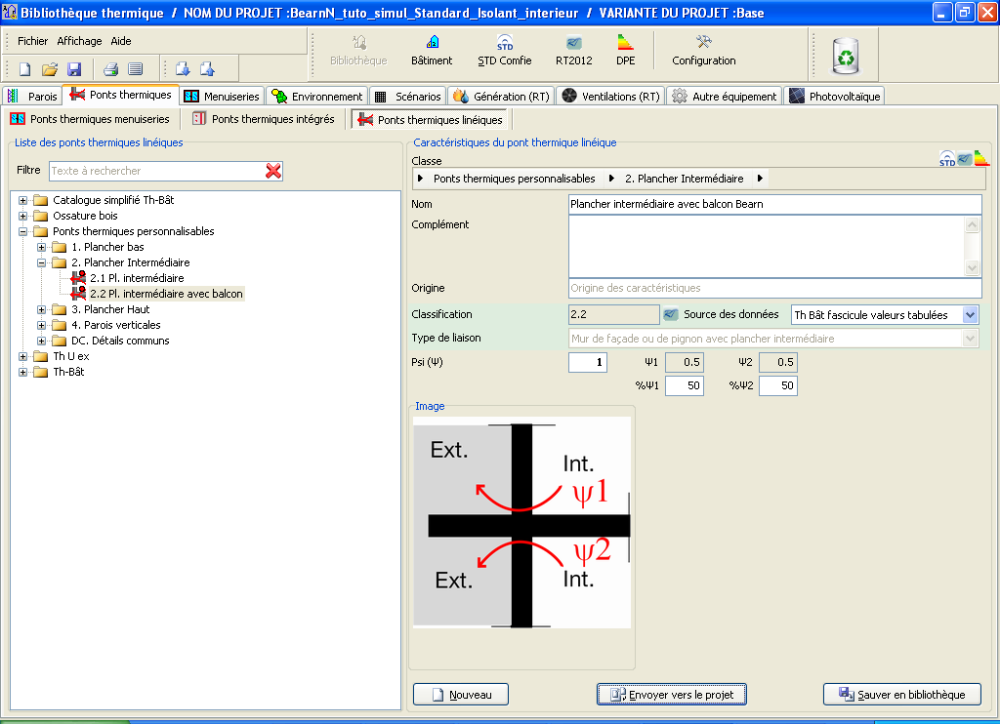 Bibliothèque thermique / NOM DU PROJET :BearnN_tuto_simul_Standard_Isolant_interieur / VARIANTE DU PROJET :Base
Fichier Affichage Aide
Bibliothèque Bâtiment STD Comfie RT2012 DPE Configuration
STD
Parois Ponts thermiques Menuiseries Environnement Scénarios Génération (RT) Ventilations (RT) Autre équipement Photovoltaïque
Ponts thermiques menuiseries Ponts thermiques intégrés Ponts thermiques linéiques
Liste des ponts thermiques linéiques
Filtre Texte à rechercher
Catalogue simplifié Th-Bât
Ossature bois
Ponts thermiques personnalisables
1. Plancher bas
2. Plancher Intermédiaire
2.1 Pl. intermédiaire
2.2 Pl. intermédiaire avec balcon
3. Plancher Haut
4. Parois verticales
DC. Détails communs
Th U ex
Th-Bât
Caractéristiques du pont thermique linéique
STD
Classe
Ponts thermiques personnalisables 2. Plancher Intermédiaire
Nom Plancher intermédiaire avec balcon Bearn
Complément
Origine Origine des caractéristiques
Classification 2.2 Source des données Th Bât fascicule valeurs tabulées
Type de liaison Mur de façade ou de pignon avec plancher intermédiaire
Psi (Ψ) 1 Ψ1 0.5 Ψ2 0.5
%Ψ1 50 %Ψ2 50
Image
Ext.
Int.
ψ1
ψ2
Ext.
Int.
Nouveau Envoyer vers le projet Sauver en bibliothèque